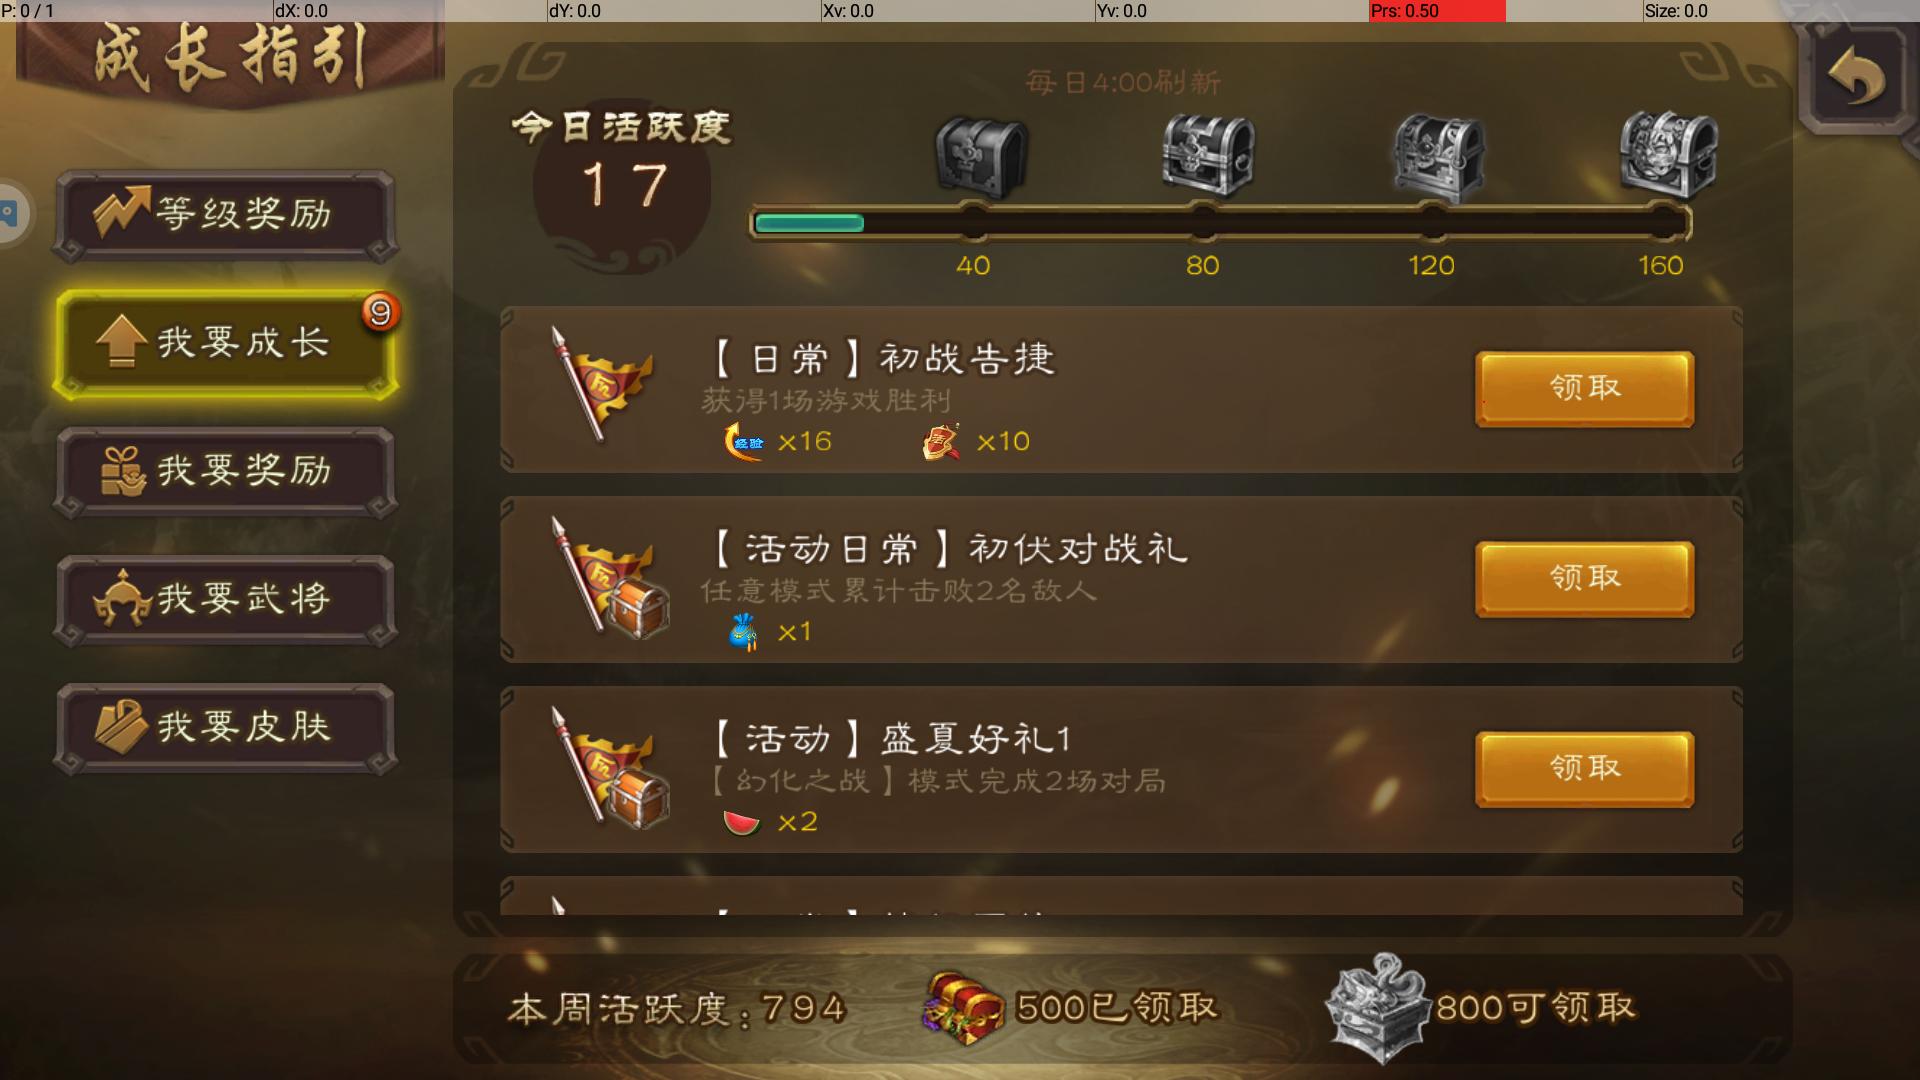 P: 0 / 1 dX: 0.0 dY: 0.0 Xv: 0.0 Yv: 0.0 Prs: 0.50 Size: 0.0
成长指引
每日4:00刷新
今日活跃度
17
40 80 120 160
等级奖励
我要成长
9
我要奖励
我要武将
我要皮肤
【日常】初战告捷
获得1场游戏胜利
经验 x16 x10
领取
【活动日常】初伏对战礼
任意模式累计击败2名敌人
x1
领取
【活动】盛夏好礼1
【幻化之战】模式完成2场对局
x2
领取
本周活跃度:794 500已领取 800可领取